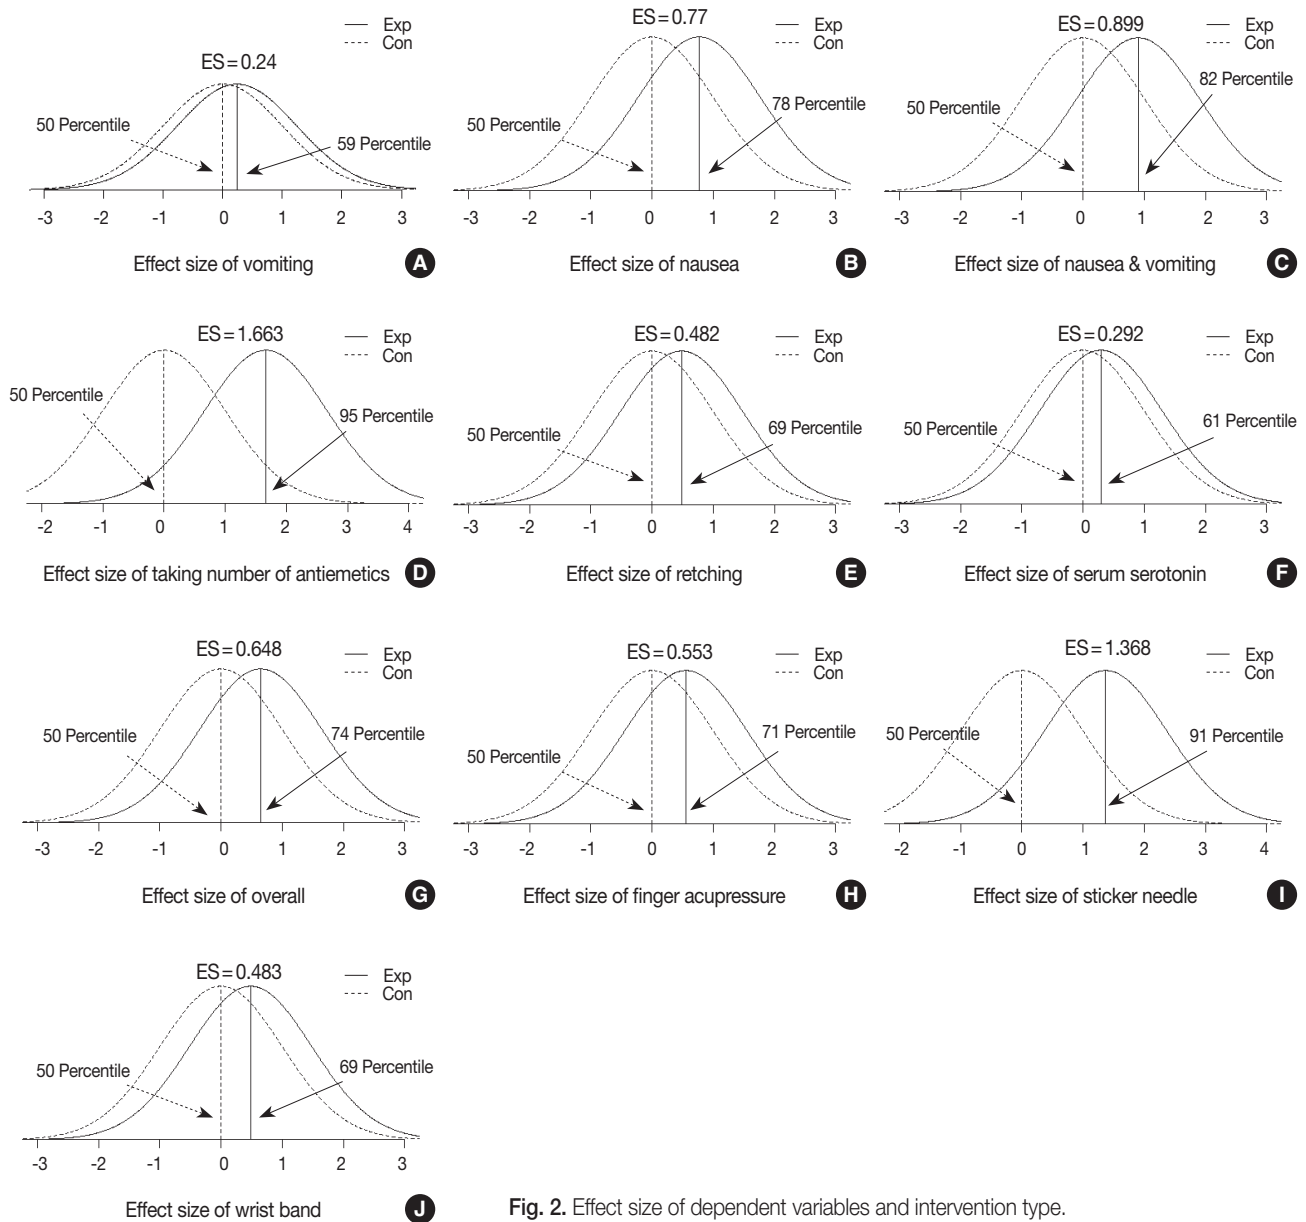 ES=0.24
Exp
Con
50 Percentile
59 Percentile
-3 -2 -1 0 1 2 3
Effect size of vomiting
A
ES=0.77
Exp
Con
50 Percentile
78 Percentile
-3 -2 -1 0 1 2 3
Effect size of nausea
B
ES=0.899
Exp
Con
50 Percentile
82 Percentile
-3 -2 -1 0 1 2 3
Effect size of nausea & vomiting
C
ES=1.663
Exp
Con
50 Percentile
95 Percentile
-2 -1 0 1 2 3 4
Effect size of taking number of antiemetics
D
ES=0.482
Exp
Con
50 Percentile
69 Percentile
-3 -2 -1 0 1 2 3
Effect size of retching
E
ES=0.292
Exp
Con
50 Percentile
61 Percentile
-3 -2 -1 0 1 2 3
Effect size of serum serotonin
F
ES=0.648
Exp
Con
50 Percentile
74 Percentile
-3 -2 -1 0 1 2 3
Effect size of overall
G
ES=0.553
Exp
Con
50 Percentile
71 Percentile
-3 -2 -1 0 1 2 3
Effect size of finger acupressure
H
ES=1.368
Exp
Con
50 Percentile
91 Percentile
-2 -1 0 1 2 3 4
Effect size of sticker needle
I
ES=0.483
Exp
Con
50 Percentile
69 Percentile
-3 -2 -1 0 1 2 3
Effect size of wrist band
J
Fig. 2. Effect size of dependent variables and intervention type.